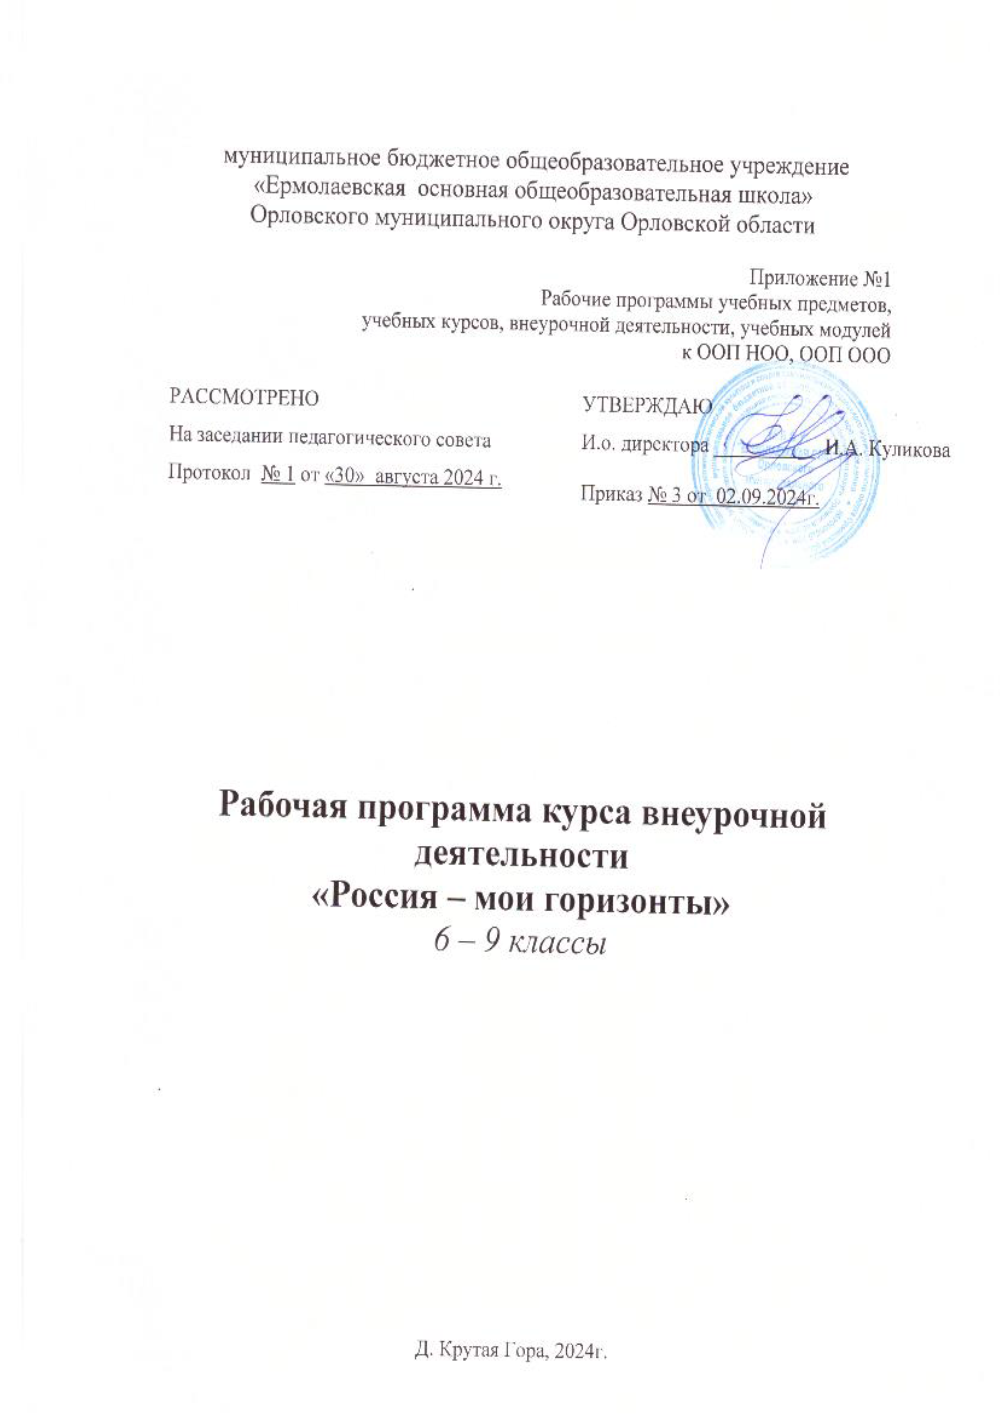 муниципальное бюджетное общеобразовательное учреждение
«Ермолаевская основная общеобразовательная школа»
Орловского муниципального округа Орловской области
Приложение №1
Рабочие программы учебных предметов,
учебных курсов, внеурочной деятельности, учебных модулей
к ООП НОО, ООП ООО
РАССМОТРЕНО
На заседании педагогического совета
Протокол № 1 от «30» августа 2024 г.
УТВЕРЖДАЮ
И.о. директора __________ И.А. Куликова
Приказ № 3 от 02.09.2024г.
Рабочая программа курса внеурочной
деятельности
«Россия – мои горизонты»
6 – 9 классы
Д. Крутая Гора, 2024г.